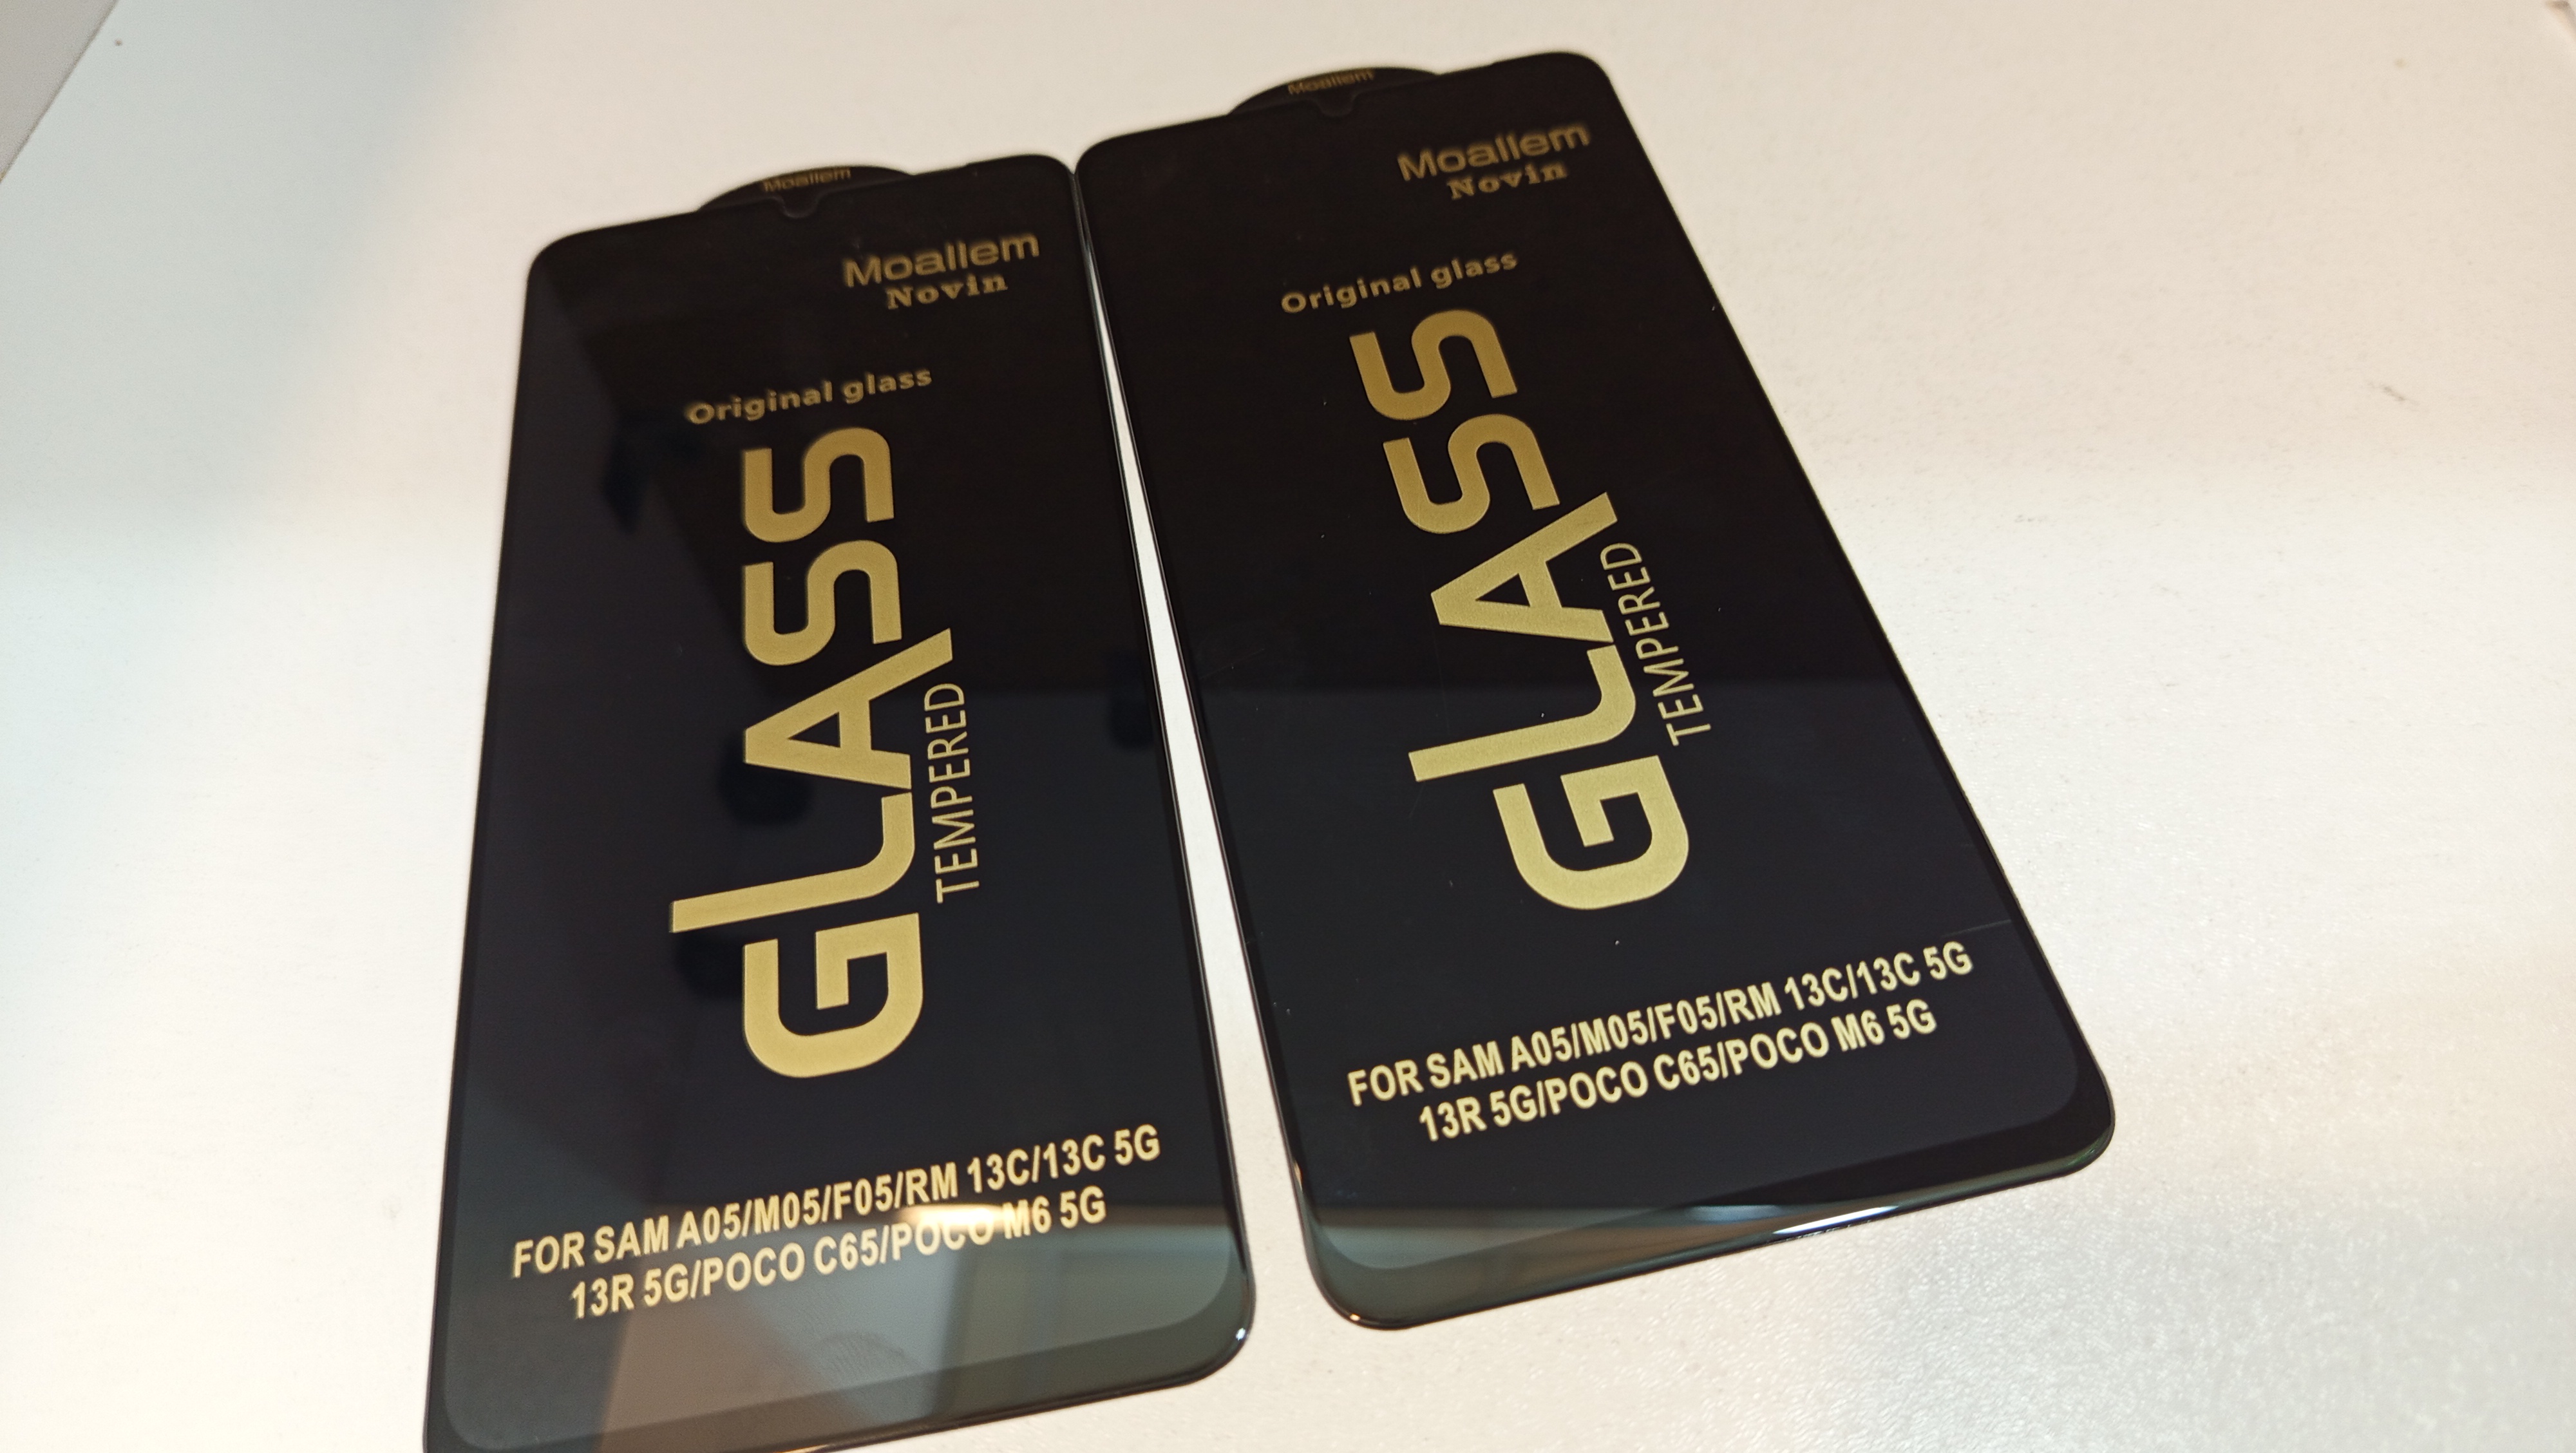 Moallem
Moallem
Novin
Original glass
GLASS
TEMPERED
FOR SAM A05/M05/F05/RM 13C/13C 5G
13R 5G/POCO C65/POCO M6 5G
Moallem
Moallem
Novin
Original glass
GLASS
TEMPERED
FOR SAM A05/M05/F05/RM 13C/13C 5G
13R 5G/POCO C65/POCO M6 5G